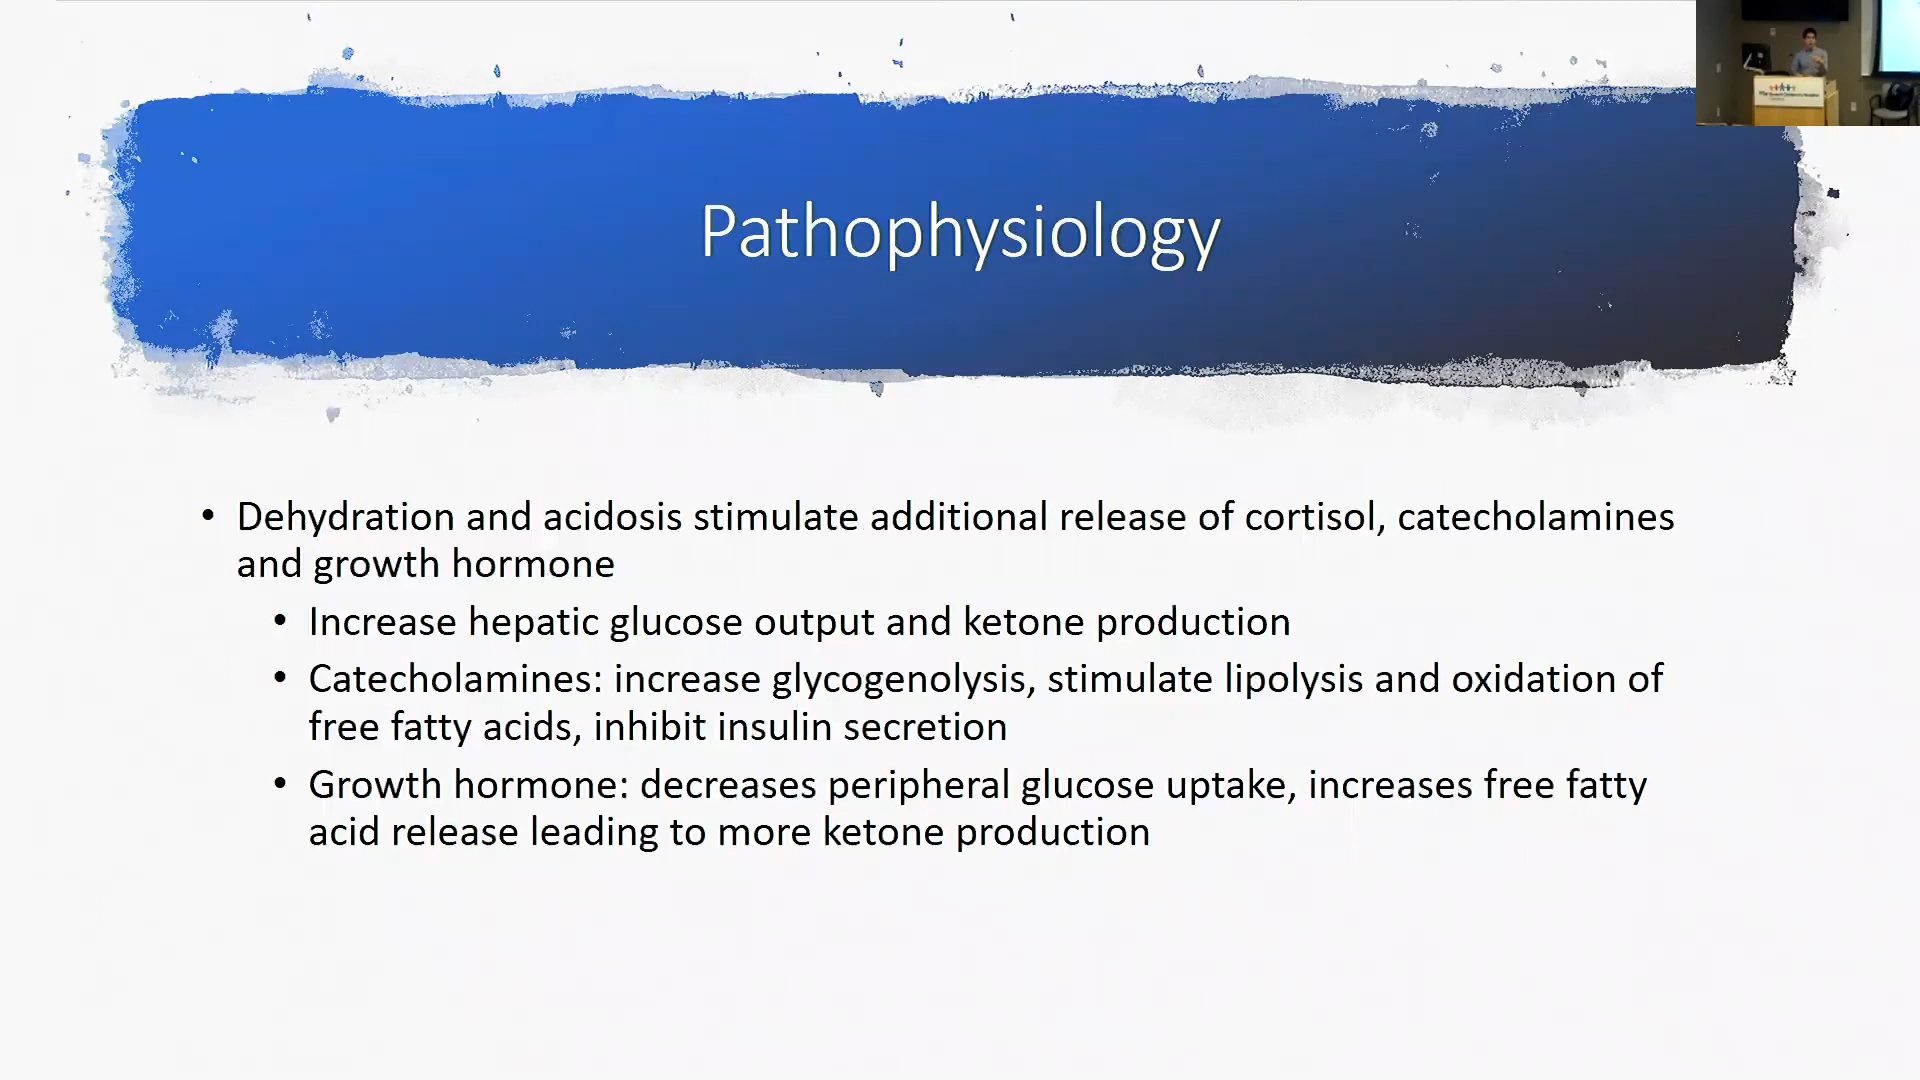 Pathophysiology
• Dehydration and acidosis stimulate additional release of cortisol, catecholamines
and growth hormone
• Increase hepatic glucose output and ketone production
• Catecholamines: increase glycogenolysis, stimulate lipolysis and oxidation of
free fatty acids, inhibit insulin secretion
• Growth hormone: decreases peripheral glucose uptake, increases free fatty
acid release leading to more ketone production